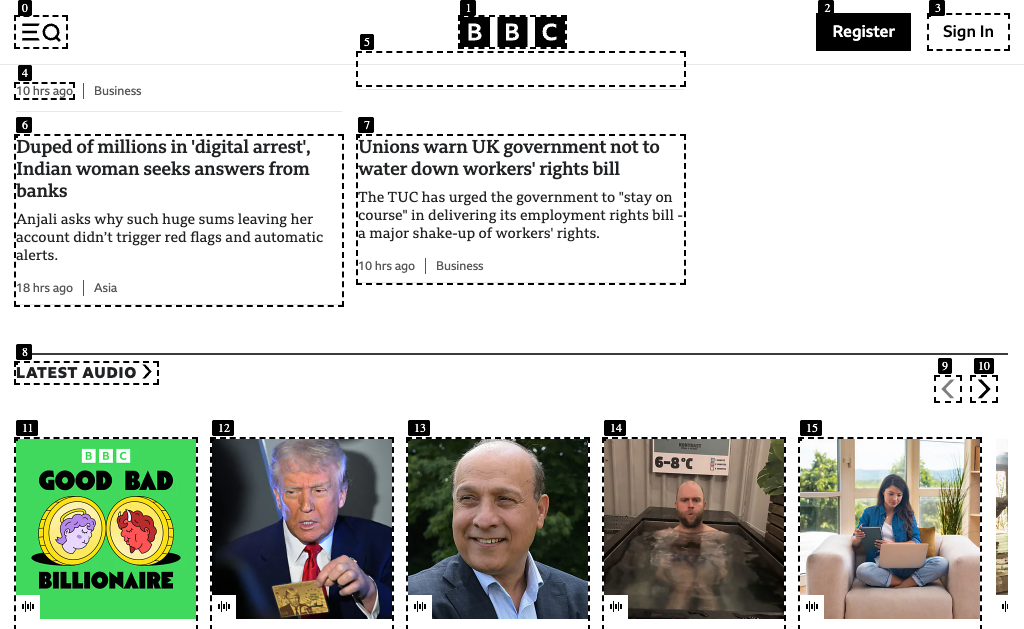 0
1
2
3
BBC
Register
Sign In
4
5
10 hrs ago
Business
6
7
Duped of millions in 'digital arrest',
Indian woman seeks answers from
banks
Anjali asks why such huge sums leaving her
account didn't trigger red flags and automatic
alerts.
18 hrs ago
Asia
Unions warn UK government not to
water down workers' rights bill
The TUC has urged the government to "stay on
course" in delivering its employment rights bill -
a major shake-up of workers' rights.
10 hrs ago
Business
8
LATEST AUDIO
9
10
11
12
13
14
15
BBC
GOOD BAD
BILLIONAIRE
6-8°C